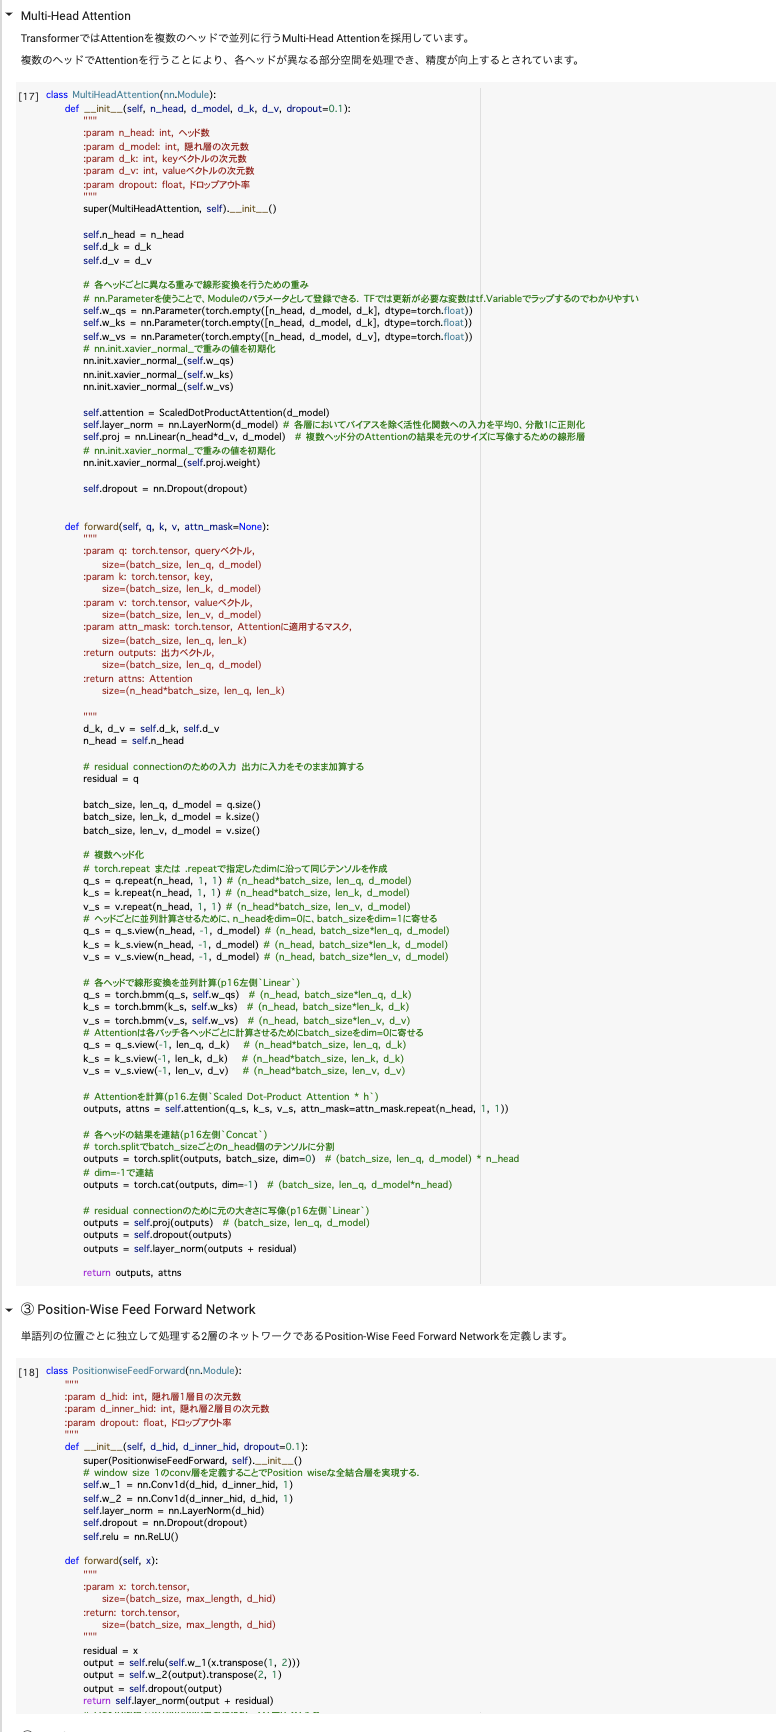 Multi-Head Attention
TransformerではAttentionを複数のヘッドで並列に行うMulti-Head Attentionを採用しています。
複数のヘッドでAttentionを行うことにより、各ヘッドが異なる部分空間を処理でき、精度が向上するとされています。
[17] class MultiHeadAttention(nn.Module):
def __init__(self, n_head, d_model, d_k, d_v, dropout=0.1):
"""
:param n_head: int, ヘッド数
:param d_model: int, 隠れ層の次元数
:param d_k: int, keyベクトルの次元数
:param d_v: int, valueベクトルの次元数
:param dropout: float, ドロップアウト率
"""
super(MultiHeadAttention, self).__init__()
self.n_head = n_head
self.d_k = d_k
self.d_v = d_v
# 各ヘッドごとに異なる重みで線形変換を行うための重み
# nn.Parameterを使うことで、Moduleのパラメータとして登録できる. TFでは更新が必要な変数はtf.Variableでラップするのでわかりやすい
self.w_qs = nn.Parameter(torch.empty([n_head, d_model, d_k], dtype=torch.float))
self.w_ks = nn.Parameter(torch.empty([n_head, d_model, d_k], dtype=torch.float))
self.w_vs = nn.Parameter(torch.empty([n_head, d_model, d_v], dtype=torch.float))
# nn.init.xavier_normal_で重みの値を初期化
nn.init.xavier_normal_(self.w_qs)
nn.init.xavier_normal_(self.w_ks)
nn.init.xavier_normal_(self.w_vs)
self.attention = ScaledDotProductAttention(d_model)
self.layer_norm = nn.LayerNorm(d_model) # 各層においてバイアスを除く活性化関数への入力を平均0、分散1に正則化
self.proj = nn.Linear(n_head*d_v, d_model) # 複数ヘッド分のAttentionの結果を元のサイズに写像するための線形層
# nn.init.xavier_normal_で重みの値を初期化
nn.init.xavier_normal_(self.proj.weight)
self.dropout = nn.Dropout(dropout)
def forward(self, q, k, v, attn_mask=None):
"""
:param q: torch.tensor, queryベクトル,
size=(batch_size, len_q, d_model)
:param k: torch.tensor, key,
size=(batch_size, len_k, d_model)
:param v: torch.tensor, valueベクトル,
size=(batch_size, len_v, d_model)
:param attn_mask: torch.tensor, Attentionに適用するマスク,
size=(batch_size, len_q, len_k)
:return outputs: 出力ベクトル,
size=(batch_size, len_q, d_model)
:return attns: Attention
size=(n_head*batch_size, len_q, len_k)
"""
d_k, d_v = self.d_k, self.d_v
n_head = self.n_head
# residual connectionのための入力 出力に入力をそのまま加算する
residual = q
batch_size, len_q, d_model = q.size()
batch_size, len_k, d_model = k.size()
batch_size, len_v, d_model = v.size()
# 複数ヘッド化
# torch.repeat または .repeatで指定したdimに沿って同じテンソルを作成
q_s = q.repeat(n_head, 1, 1) # (n_head*batch_size, len_q, d_model)
k_s = k.repeat(n_head, 1, 1) # (n_head*batch_size, len_k, d_model)
v_s = v.repeat(n_head, 1, 1) # (n_head*batch_size, len_v, d_model)
# ヘッドごとに並列計算させるために、n_headをdim=0に、batch_sizeをdim=1に寄せる
q_s = q_s.view(n_head, -1, d_model) # (n_head, batch_size*len_q, d_model)
k_s = k_s.view(n_head, -1, d_model) # (n_head, batch_size*len_k, d_model)
v_s = v_s.view(n_head, -1, d_model) # (n_head, batch_size*len_v, d_model)
# 各ヘッドで線形変換を並列計算(p16左側`Linear`)
q_s = torch.bmm(q_s, self.w_qs) # (n_head, batch_size*len_q, d_k)
k_s = torch.bmm(k_s, self.w_ks) # (n_head, batch_size*len_k, d_k)
v_s = torch.bmm(v_s, self.w_vs) # (n_head, batch_size*len_v, d_v)
# Attentionは各バッチ各ヘッドごとに計算させるためにbatch_sizeをdim=0に寄せる
q_s = q_s.view(-1, len_q, d_k) # (n_head*batch_size, len_q, d_k)
k_s = k_s.view(-1, len_k, d_k) # (n_head*batch_size, len_k, d_k)
v_s = v_s.view(-1, len_v, d_v) # (n_head*batch_size, len_v, d_v)
# Attentionを計算(p16.左側`Scaled Dot-Product Attention * h`)
outputs, attns = self.attention(q_s, k_s, v_s, attn_mask=attn_mask.repeat(n_head, 1, 1))
# 各ヘッドの結果を連結(p16左側`Concat`)
# torch.splitでbatch_sizeごとのn_head個のテンソルに分割
outputs = torch.split(outputs, batch_size, dim=0) # (batch_size, len_q, d_model) * n_head
# dim=-1で連結
outputs = torch.cat(outputs, dim=-1) # (batch_size, len_q, d_model*n_head)
# residual connectionのために元の大きさに写像(p16左側`Linear`)
outputs = self.proj(outputs) # (batch_size, len_q, d_model)
outputs = self.dropout(outputs)
outputs = self.layer_norm(outputs + residual)
return outputs, attns
③ Position-Wise Feed Forward Network
単語列の位置ごとに独立して処理する2層のネットワークであるPosition-Wise Feed Forward Networkを定義します。
[18] class PositionwiseFeedForward(nn.Module):
"""
:param d_hid: int, 隠れ層1層目の次元数
:param d_inner_hid: int, 隠れ層2層目の次元数
:param dropout: float, ドロップアウト率
"""
def __init__(self, d_hid, d_inner_hid, dropout=0.1):
super(PositionwiseFeedForward, self).__init__()
# window size 1のconv層を定義することでPosition wiseな全結合層を実現する.
self.w_1 = nn.Conv1d(d_hid, d_inner_hid, 1)
self.w_2 = nn.Conv1d(d_inner_hid, d_hid, 1)
self.layer_norm = nn.LayerNorm(d_hid)
self.dropout = nn.Dropout(dropout)
self.relu = nn.ReLU()
def forward(self, x):
"""
:param x: torch.tensor,
size=(batch_size, max_length, d_hid)
:return: torch.tensor,
size=(batch_size, max_length, d_hid)
"""
residual = x
output = self.relu(self.w_1(x.transpose(1, 2)))
output = self.w_2(output).transpose(2, 1)
output = self.dropout(output)
return self.layer_norm(output + residual)